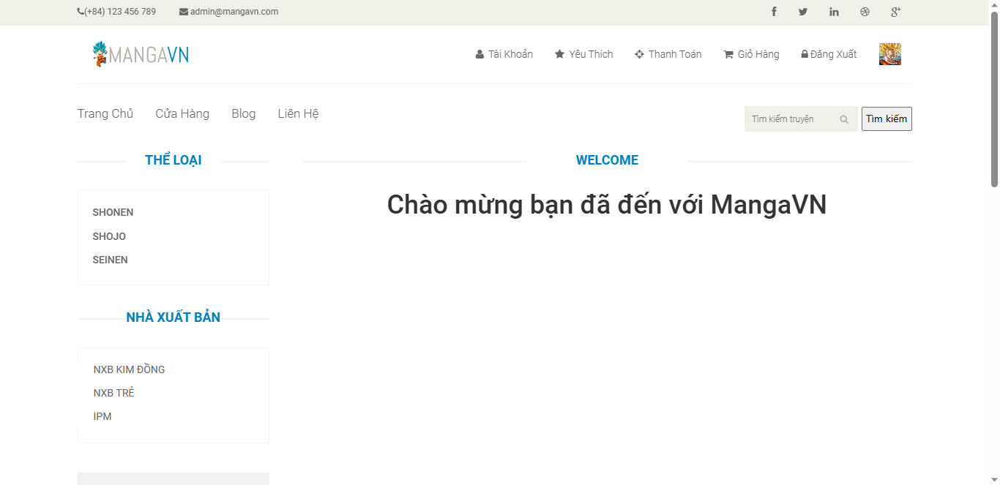 (+84) 123 456 789 admin@mangavn.com
MANGAVN Tài Khoản Yêu Thích Thanh Toán Giỏ Hàng Đăng Xuất
Trang Chủ Cửa Hàng Blog Liên Hệ Tìm kiếm truyện Tìm kiếm
THỂ LOẠI WELCOME
Chào mừng bạn đã đến với MangaVN
SHONEN
SHOJO
SEINEN
NHÀ XUẤT BẢN
NXB KIM ĐỒNG
NXB TRẺ
IPM